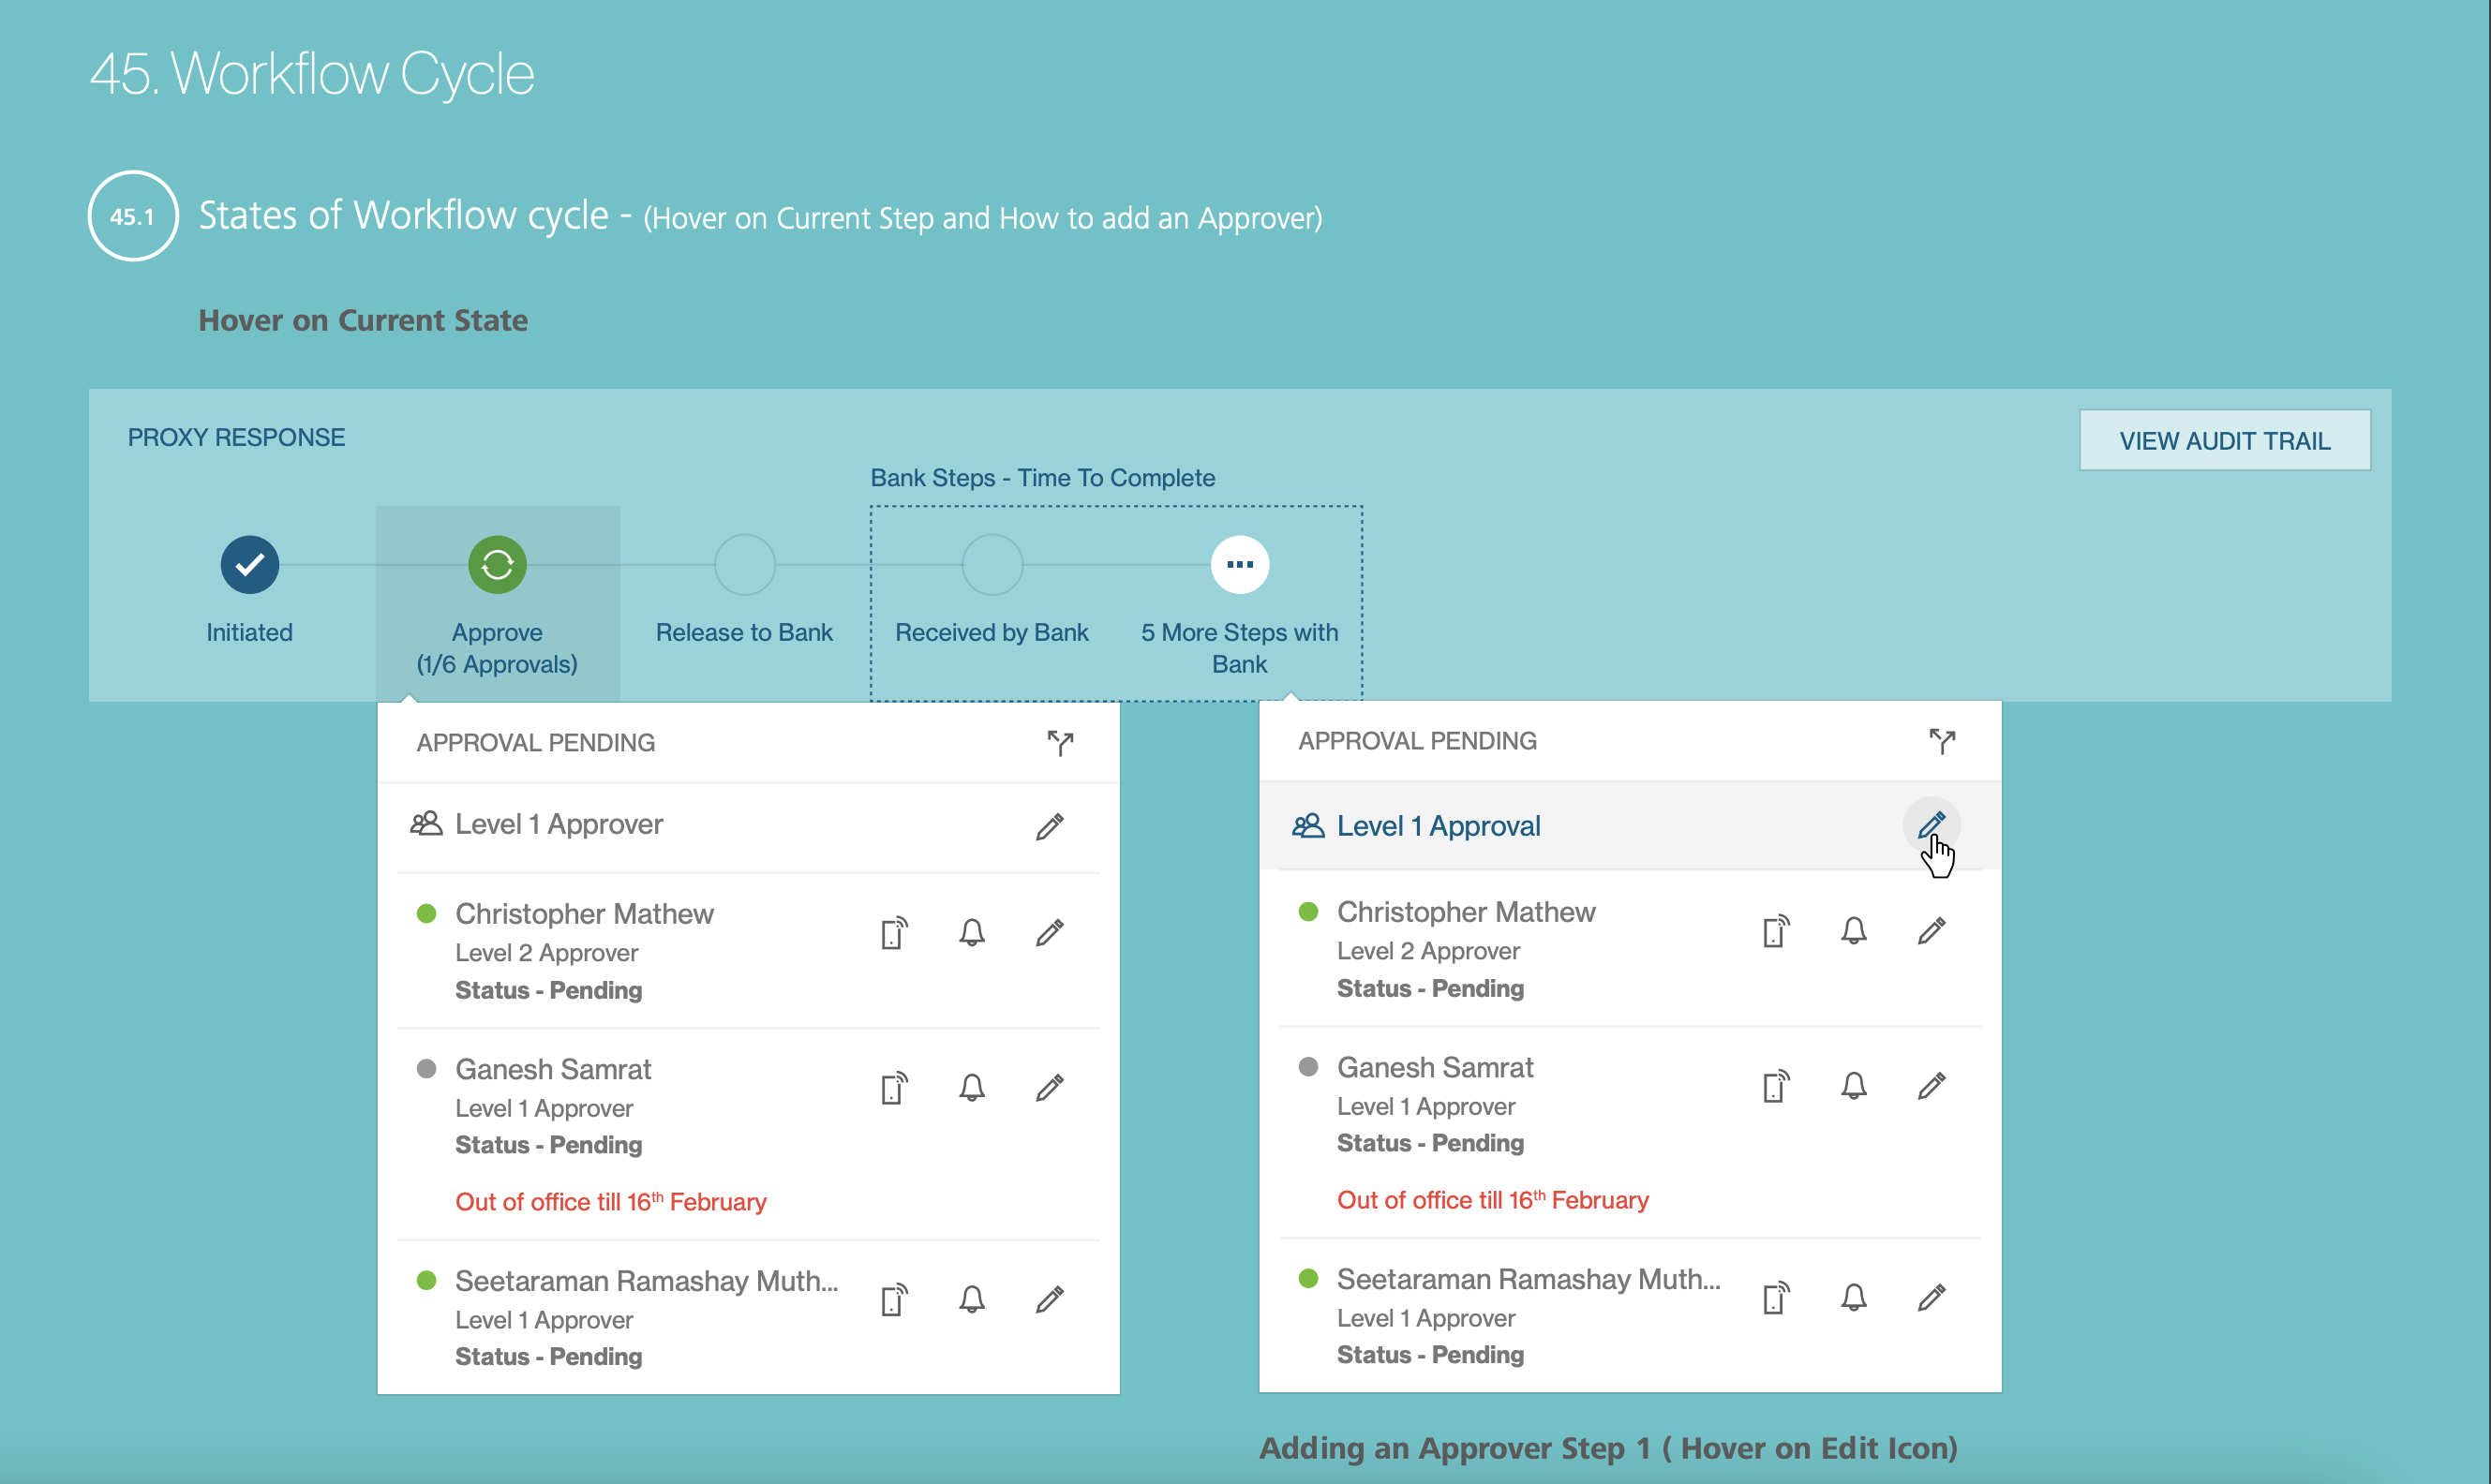 45. Workflow Cycle
45.1
States of Workflow cycle - (Hover on Current Step and How to add an Approver)
Hover on Current State
PROXY RESPONSE
VIEW AUDIT TRAIL
Bank Steps - Time To Complete
Initiated
Approve
(1/6 Approvals)
Release to Bank
Received by Bank
5 More Steps with
Bank
APPROVAL PENDING
Level 1 Approver
Christopher Mathew
Level 2 Approver
Status - Pending
Ganesh Samrat
Level 1 Approver
Status - Pending
Out of office till 16th February
Seetaraman Ramashay Muth...
Level 1 Approver
Status - Pending
APPROVAL PENDING
Level 1 Approval
Christopher Mathew
Level 2 Approver
Status - Pending
Ganesh Samrat
Level 1 Approver
Status - Pending
Out of office till 16th February
Seetaraman Ramashay Muth...
Level 1 Approver
Status - Pending
Adding an Approver Step 1 ( Hover on Edit Icon)